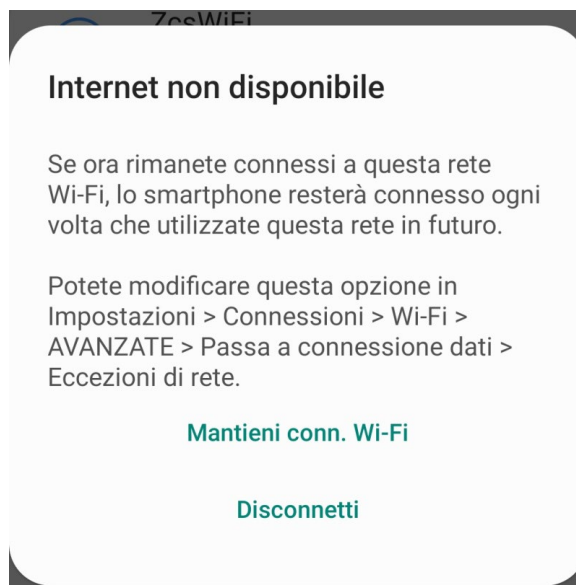 ZcsWiFi
Internet non disponibile
Se ora rimanete connessi a questa rete
Wi-Fi, lo smartphone resterà connesso ogni
volta che utilizzate questa rete in futuro.
Potete modificare questa opzione in
Impostazioni > Connessioni > Wi-Fi >
AVANZATE > Passa a connessione dati >
Eccezioni di rete.
Mantieni conn. Wi-Fi
Disconnetti